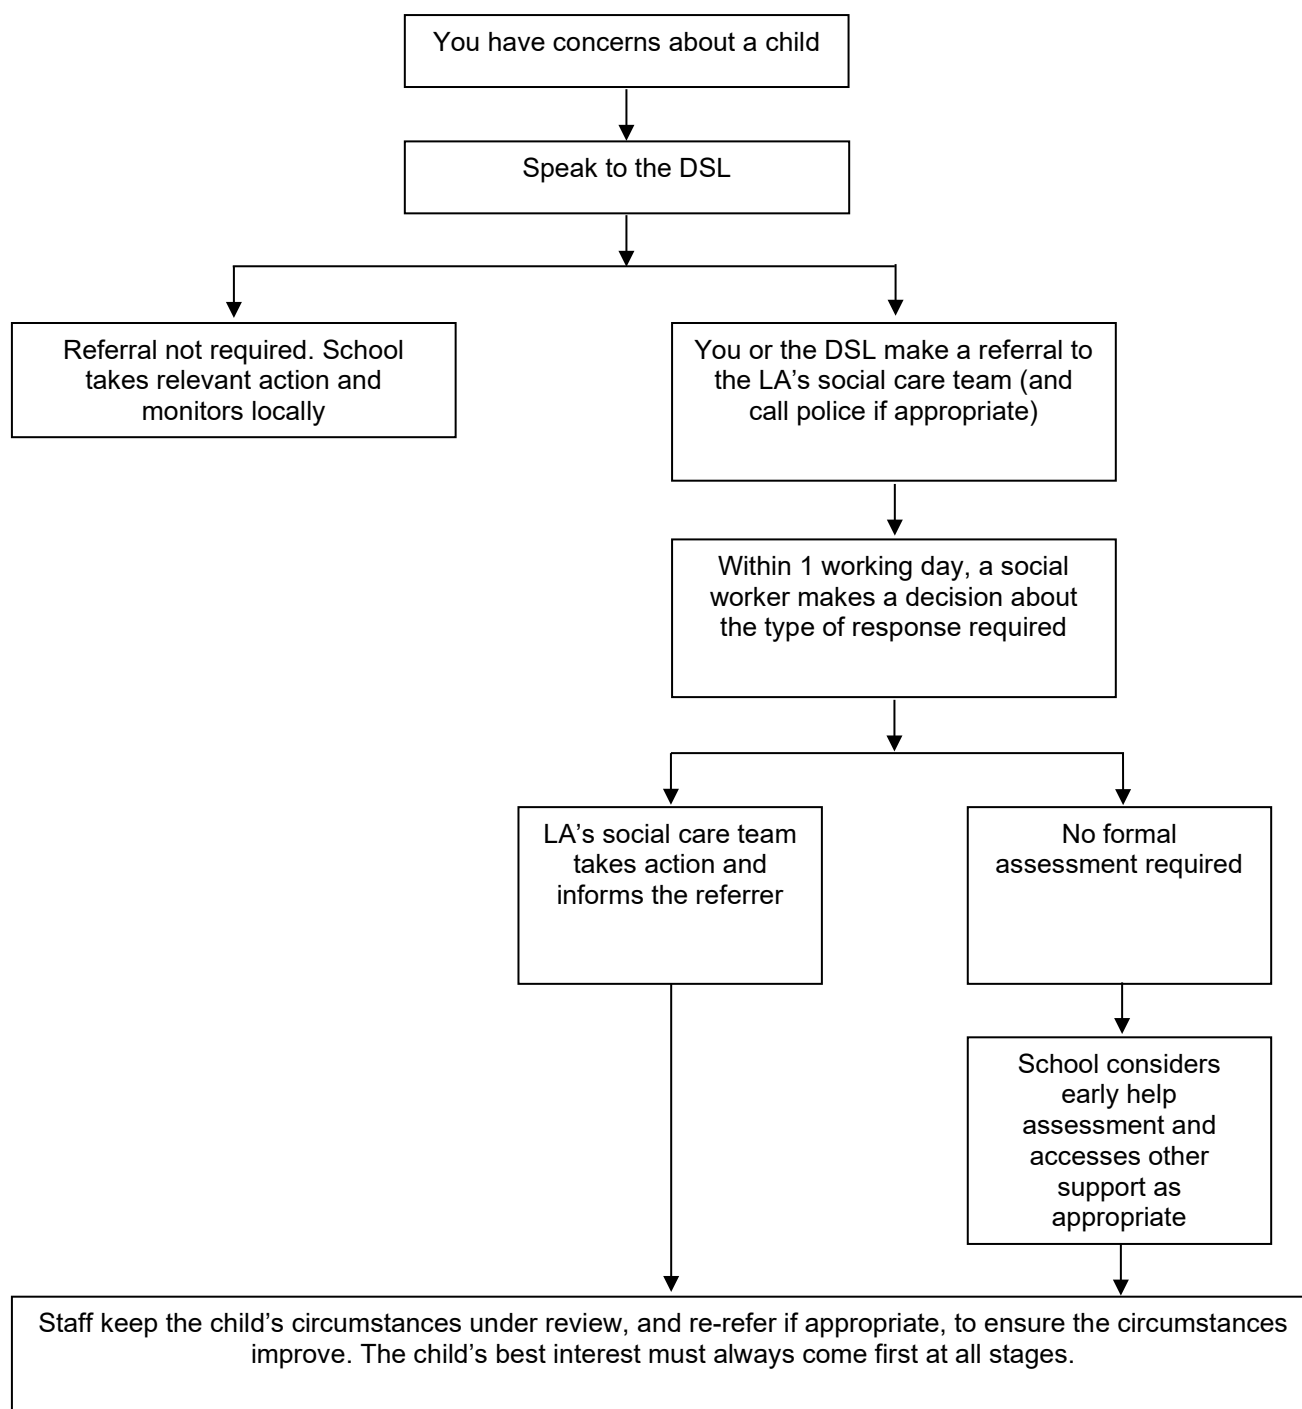 You have concerns about a child
Speak to the DSL
Referral not required. School
takes relevant action and
monitors locally
You or the DSL make a referral to
the LA’s social care team (and
call police if appropriate)
Within 1 working day, a social
worker makes a decision about
the type of response required
LA’s social care team
takes action and
informs the referrer
No formal
assessment required
School considers
early help
assessment and
accesses other
support as
appropriate
Staff keep the child’s circumstances under review, and re-refer if appropriate, to ensure the circumstances
improve. The child’s best interest must always come first at all stages.